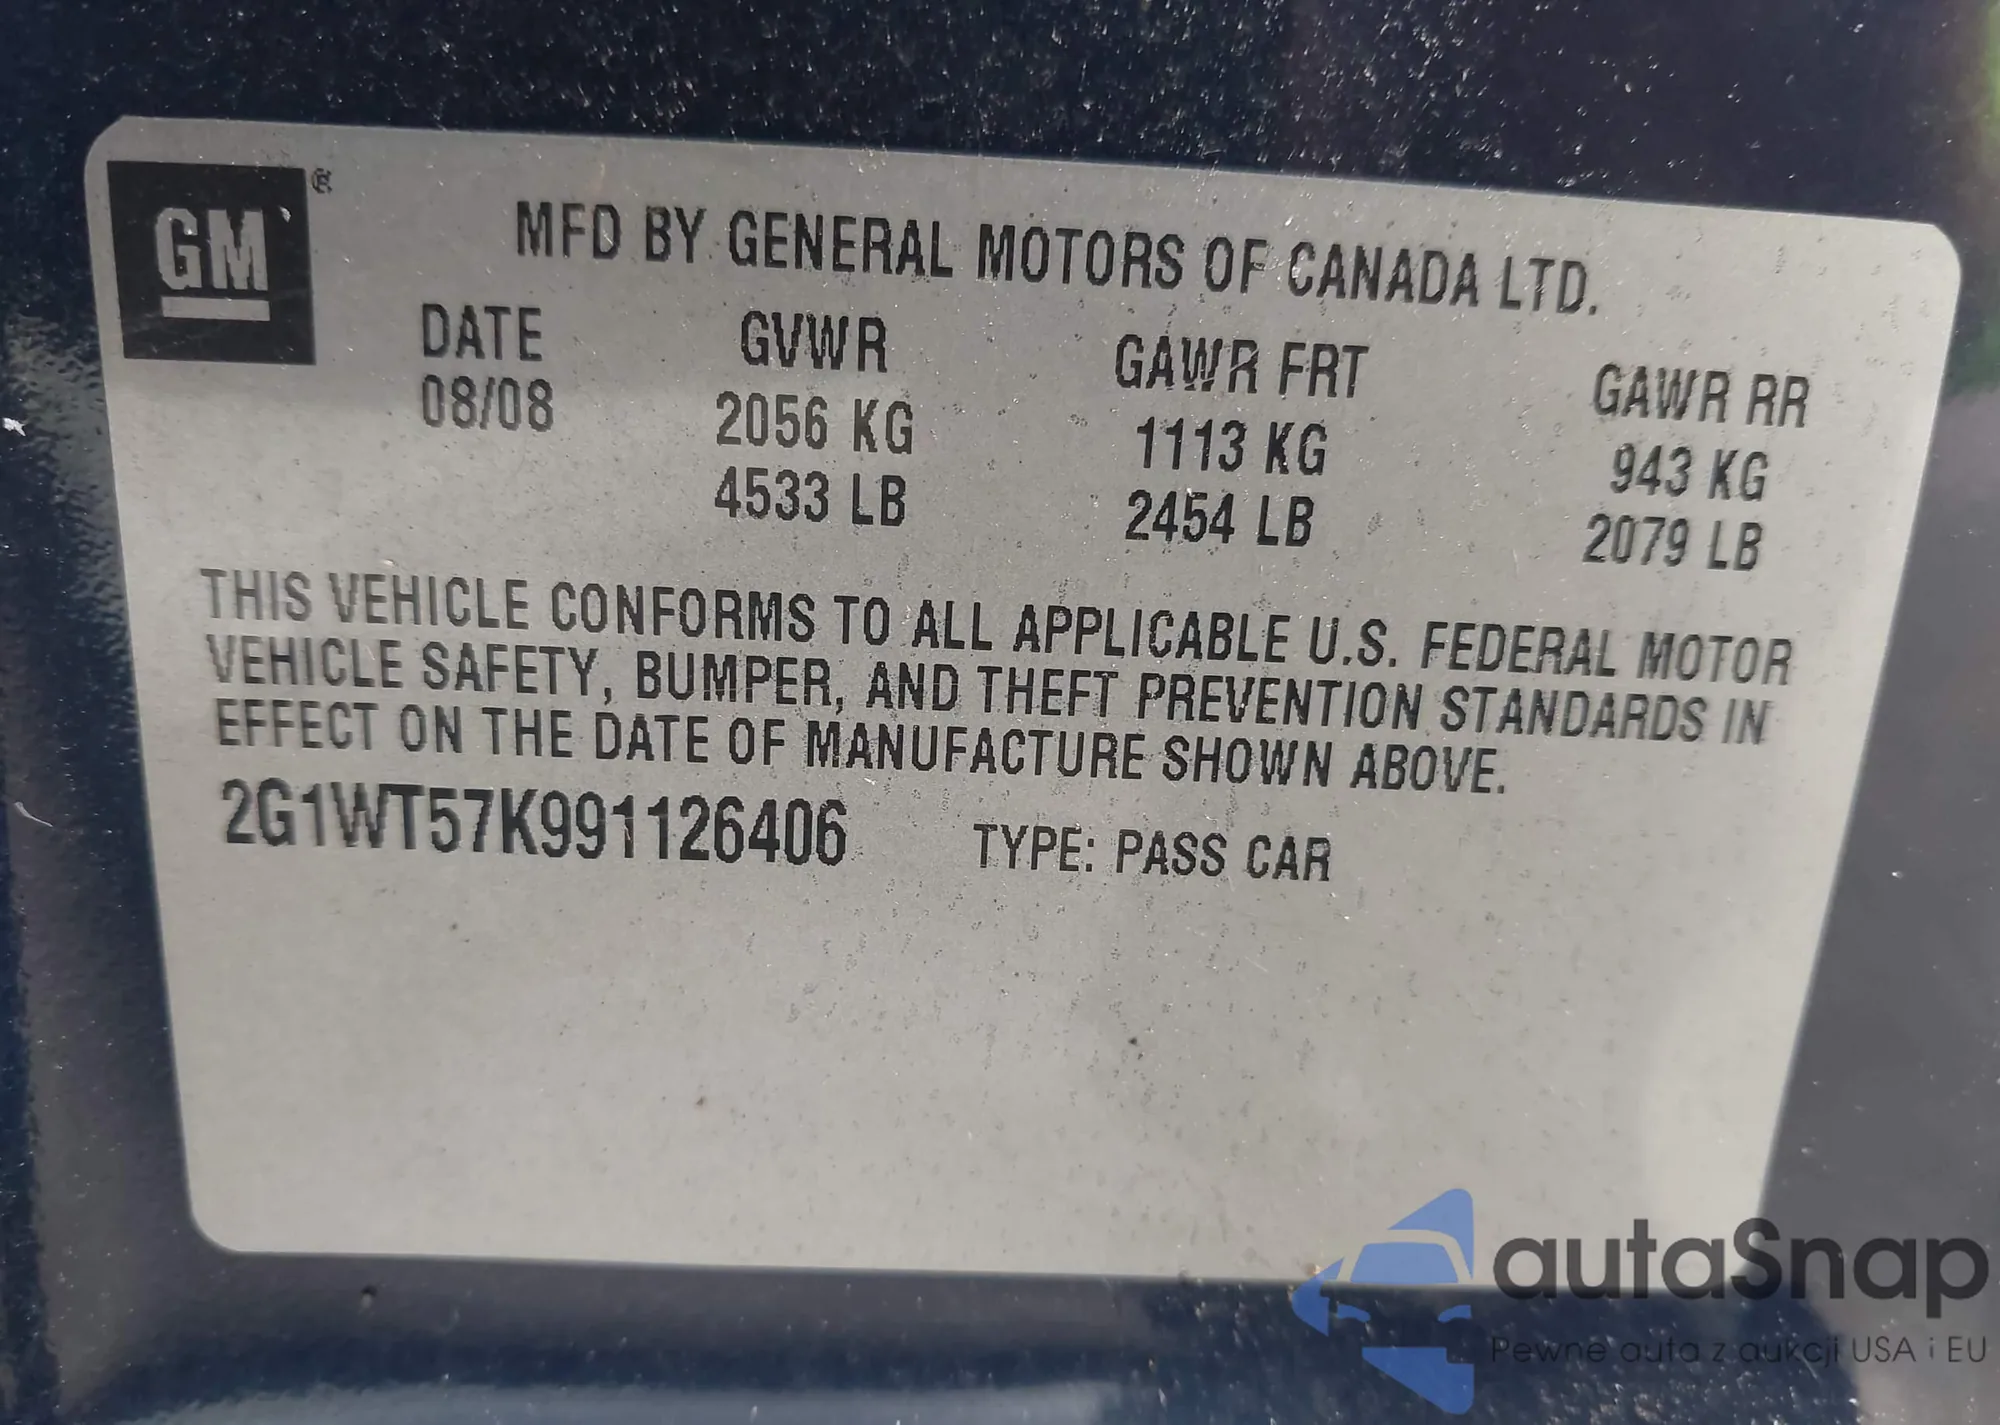 GM®
MFD BY GENERAL MOTORS OF CANADA LTD.
DATE GVWR GAWR FRT GAWR RR
08/08 2056 KG 1113 KG 943 KG
4533 LB 2454 LB 2079 LB
THIS VEHICLE CONFORMS TO ALL APPLICABLE U.S. FEDERAL MOTOR
VEHICLE SAFETY, BUMPER, AND THEFT PREVENTION STANDARDS IN
EFFECT ON THE DATE OF MANUFACTURE SHOWN ABOVE.
2G1WT57K991126406 TYPE: PASS CAR
autaSnap
Pewne auta z aukcji USA i EU